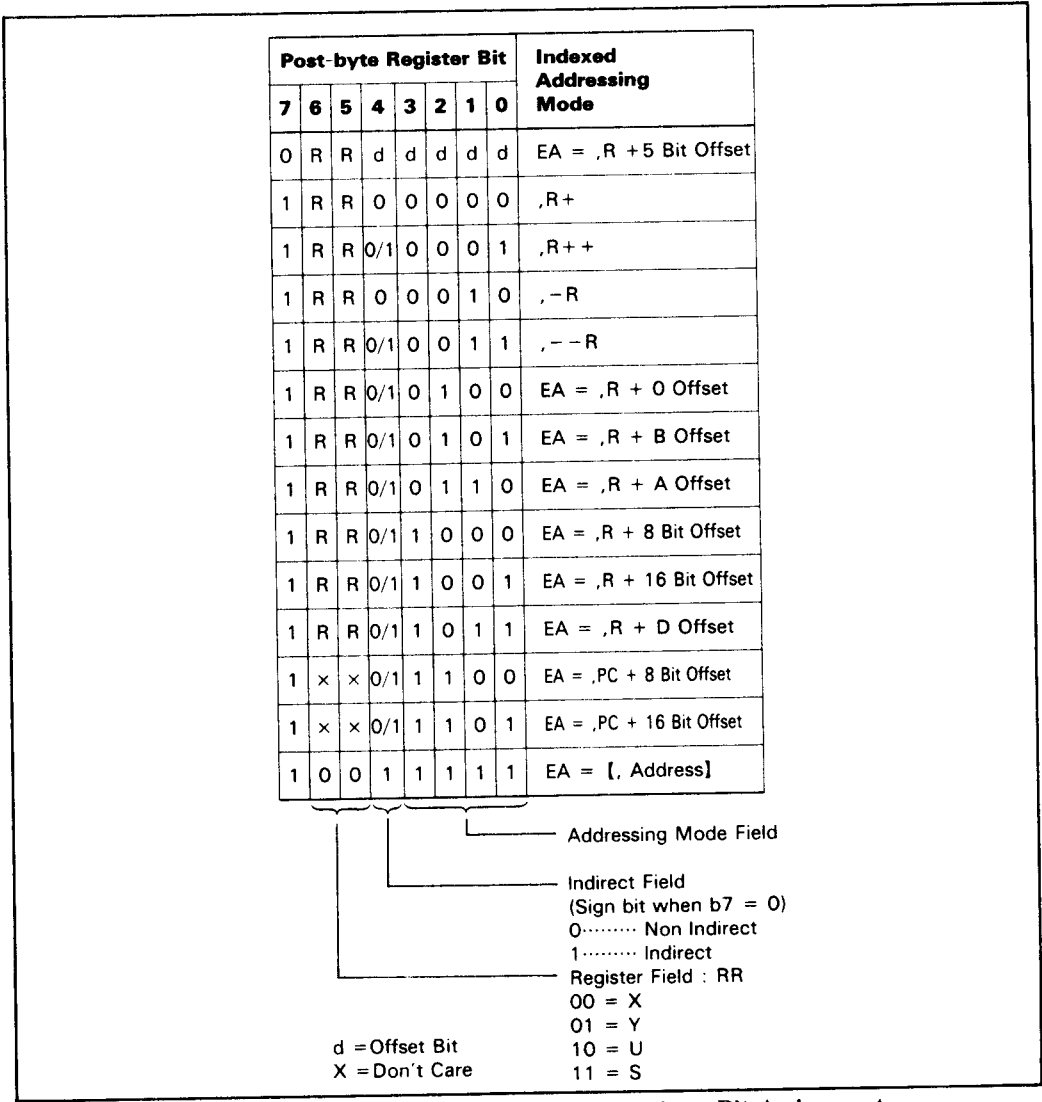 Post-byte Register Bit Indexed Addressing Mode
7 6 5 4 3 2 1 0
0 R R d d d d d EA = ,R +5 Bit Offset
1 R R 0 0 0 0 0 ,R+
1 R R 0/1 0 0 0 1 ,R++
1 R R 0 0 0 1 0 ,-R
1 R R 0/1 0 0 1 1 ,--R
1 R R 0/1 0 1 0 0 EA = ,R + 0 Offset
1 R R 0/1 0 1 0 1 EA = ,R + B Offset
1 R R 0/1 0 1 1 0 EA = ,R + A Offset
1 R R 0/1 1 0 0 0 EA = ,R + 8 Bit Offset
1 R R 0/1 1 0 0 1 EA = ,R + 16 Bit Offset
1 R R 0/1 1 0 1 1 EA = ,R + D Offset
1 × × 0/1 1 1 0 0 EA = ,PC + 8 Bit Offset
1 × × 0/1 1 1 0 1 EA = ,PC + 16 Bit Offset
1 0 0 1 1 1 1 1 EA = [, Address]
Addressing Mode Field
Indirect Field
(Sign bit when b7 = 0)
0········· Non Indirect
1········· Indirect
Register Field : RR
00 = X
01 = Y
10 = U
11 = S
d =Offset Bit
X =Don't Care